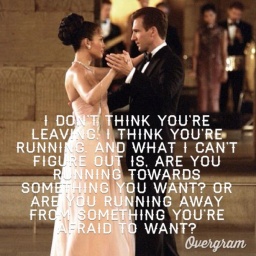 I DON'T THINK YOU'RE
LEAVING. I THINK YOU'RE
RUNNING. AND WHAT I CAN'T
FIGURE OUT IS, ARE YOU
RUNNING TOWARDS
SOMETHING YOU WANT? OR
ARE YOU RUNNING AWAY
FROM SOMETHING YOU'RE
AFRAID TO WANT?
Overgram